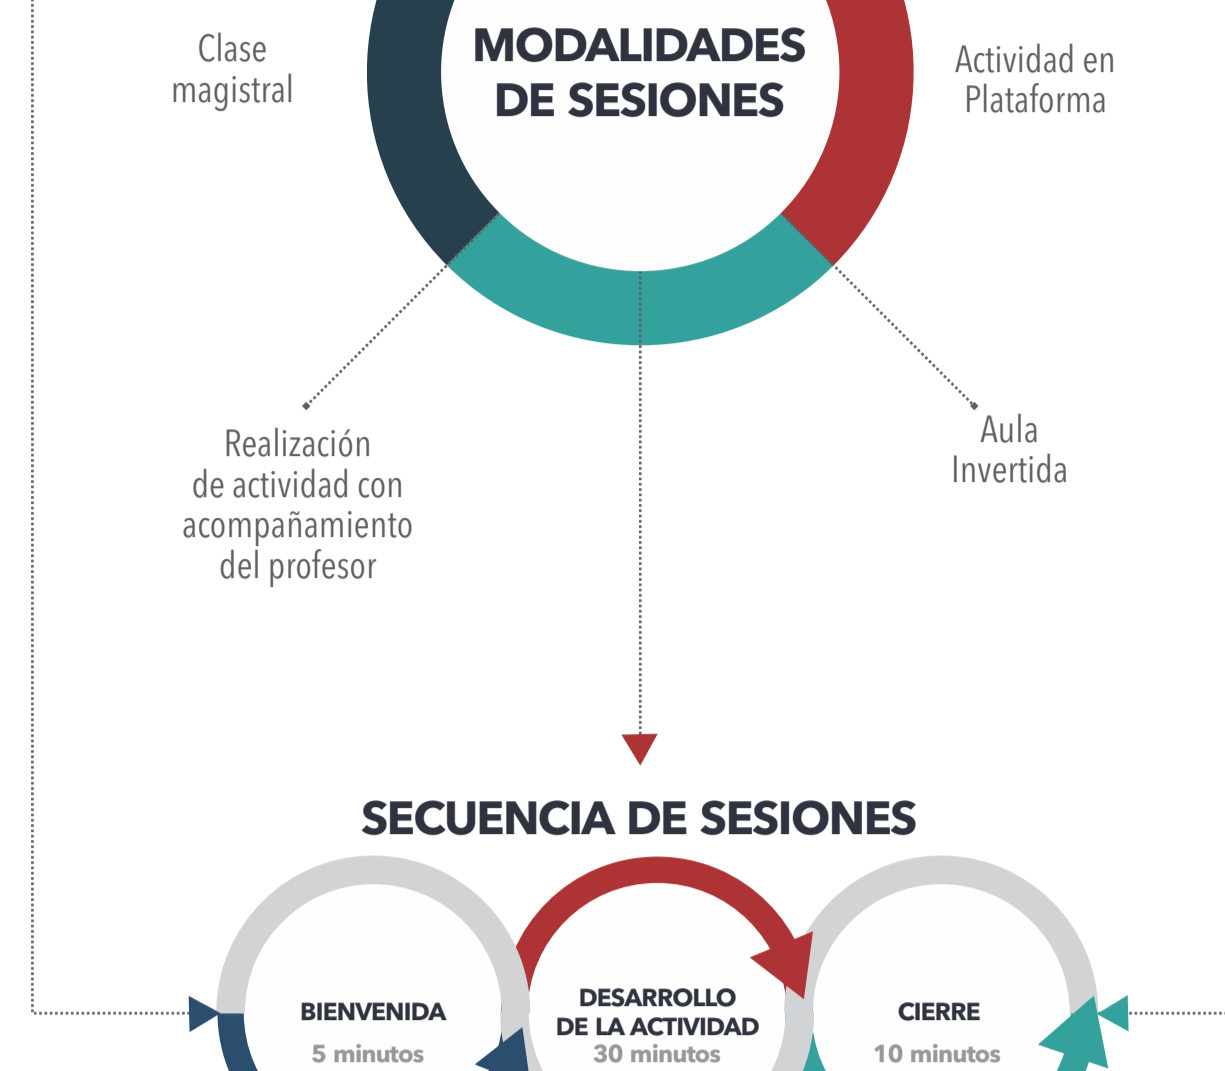 Clase
magistral
MODALIDADES
DE SESIONES
Actividad en
Plataforma
Realización
de actividad con
acompañamiento
del profesor
Aula
Invertida
SECUENCIA DE SESIONES
BIENVENIDA
5 minutos
DESARROLLO
DE LA ACTIVIDAD
30 minutos
CIERRE
10 minutos